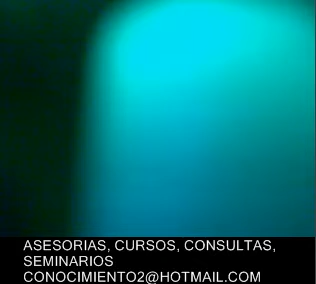 ASESORIAS, CURSOS, CONSULTAS,
SEMINARIOS
CONOCIMIENTO2@HOTMAIL.COM